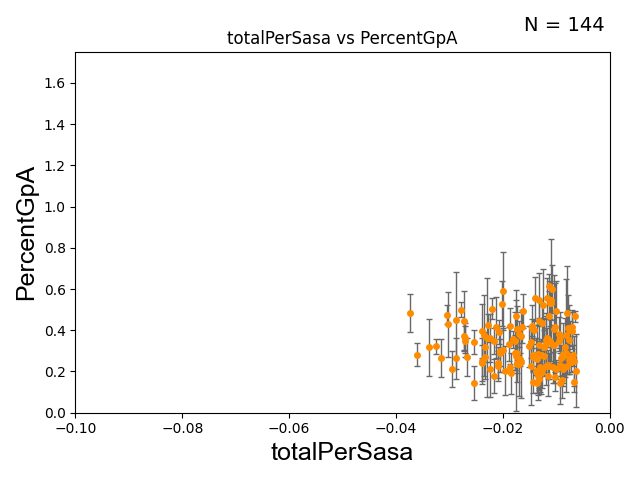 N = 144
totalPerSasa vs PercentGpA
PercentGpA
1.6
1.4
1.2
1.0
0.8
0.6
0.4
0.2
0.0
−0.10 −0.08 −0.06 −0.04 −0.02 0.00
totalPerSasa